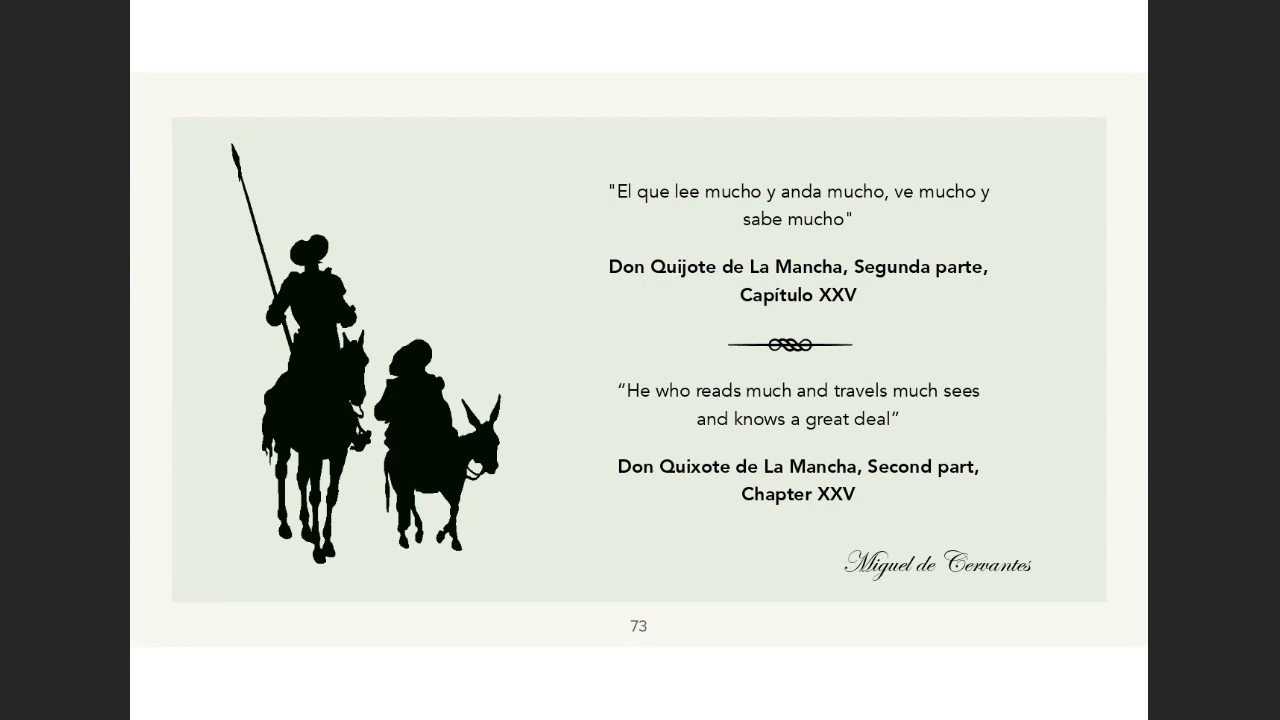 "El que lee mucho y anda mucho, ve mucho y
sabe mucho"
Don Quijote de La Mancha, Segunda parte,
Capítulo XXV
“He who reads much and travels much sees
and knows a great deal”
Don Quixote de La Mancha, Second part,
Chapter XXV
Miguel de Cervantes
73